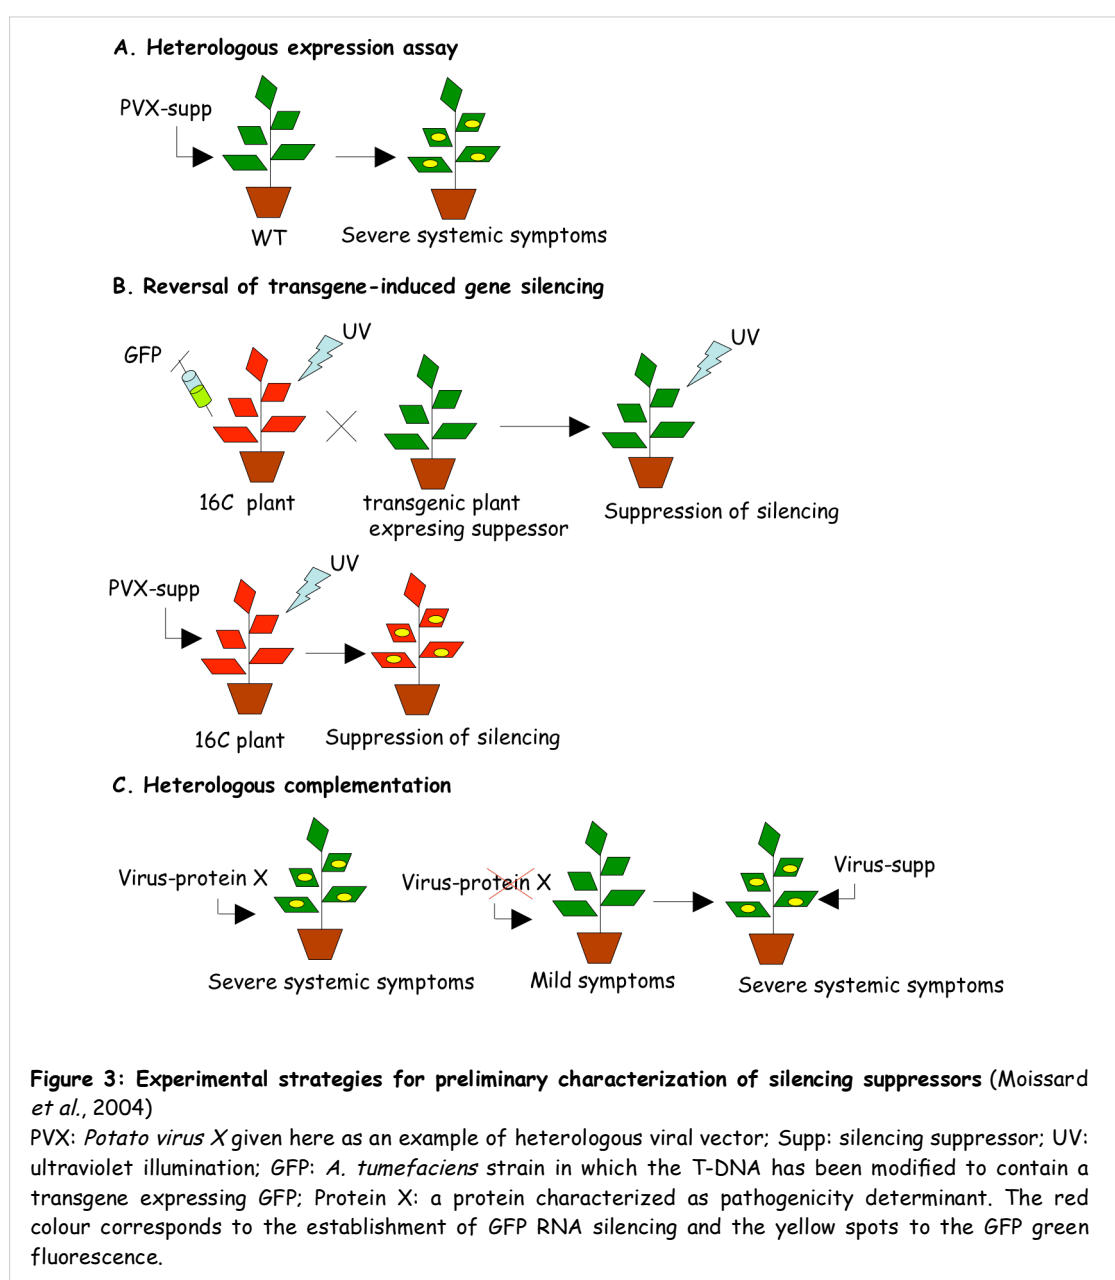 A. Heterologous expression assay
PVX-supp
WT
Severe systemic symptoms
B. Reversal of transgene-induced gene silencing
GFP
UV
UV
16C plant
transgenic plant
expresing suppessor
Suppression of silencing
PVX-supp
UV
16C plant
Suppression of silencing
C. Heterologous complementation
Virus-protein X
Virus-protein X
Virus-supp
Severe systemic symptoms
Mild symptoms
Severe systemic symptoms
Figure 3: Experimental strategies for preliminary characterization of silencing suppressors (Moissard
et al., 2004)
PVX: Potato virus X given here as an example of heterologous viral vector; Supp: silencing suppressor; UV:
ultraviolet illumination; GFP: A. tumefaciens strain in which the T-DNA has been modified to contain a
transgene expressing GFP; Protein X: a protein characterized as pathogenicity determinant. The red
colour corresponds to the establishment of GFP RNA silencing and the yellow spots to the GFP green
fluorescence.